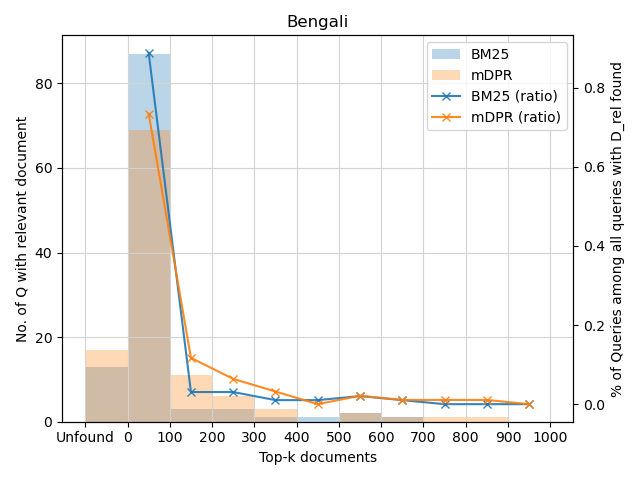 Bengali
BM25
mDPR
BM25 (ratio)
mDPR (ratio)
No. of Q with relevant document
80
60
40
20
0
% of Queries among all queries with D_rel found
0.8
0.6
0.4
0.2
0.0
Unfound 0 100 200 300 400 500 600 700 800 900 1000
Top-k documents